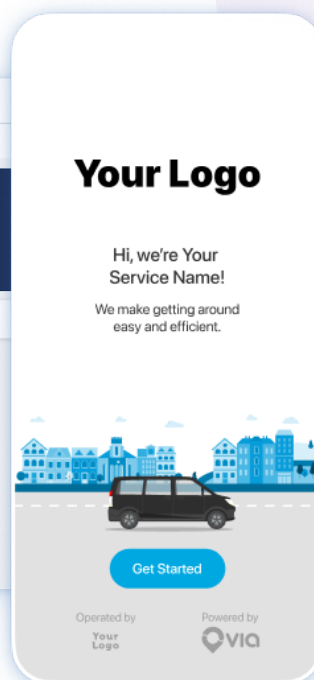 Your Logo
Hi, we're Your
Service Name!
We make getting around
easy and efficient.
Get Started
Operated by
Your
Logo
Powered by
via